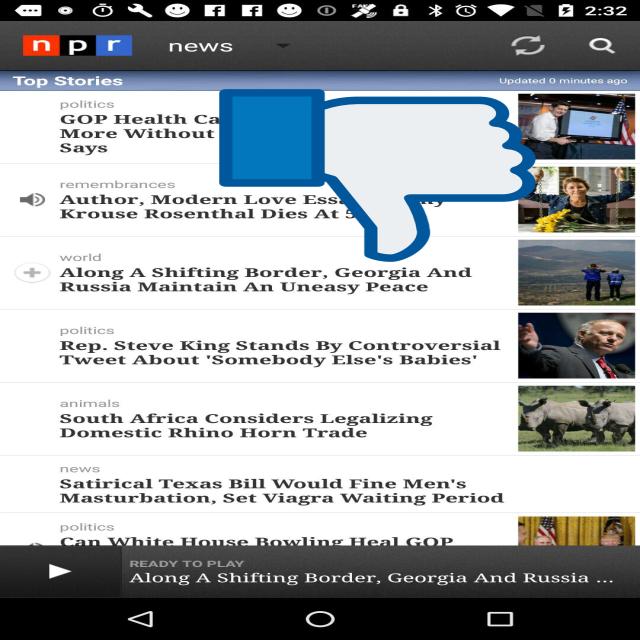 2:32
npr news
Top Stories Updated 0 minutes ago
politics
GOP Health Ca
More Without
Says
remembrances
Author, Modern Love Ess
Krouse Rosenthal Dies At 5
world
Along A Shifting Border, Georgia And
Russia Maintain An Uneasy Peace
politics
Rep. Steve King Stands By Controversial
Tweet About 'Somebody Else's Babies'
animals
South Africa Considers Legalizing
Domestic Rhino Horn Trade
news
Satirical Texas Bill Would Fine Men's
Masturbation, Set Viagra Waiting Period
politics
Can White House Bowling Heal GOP
READY TO PLAY
Along A Shifting Border, Georgia And Russia ...